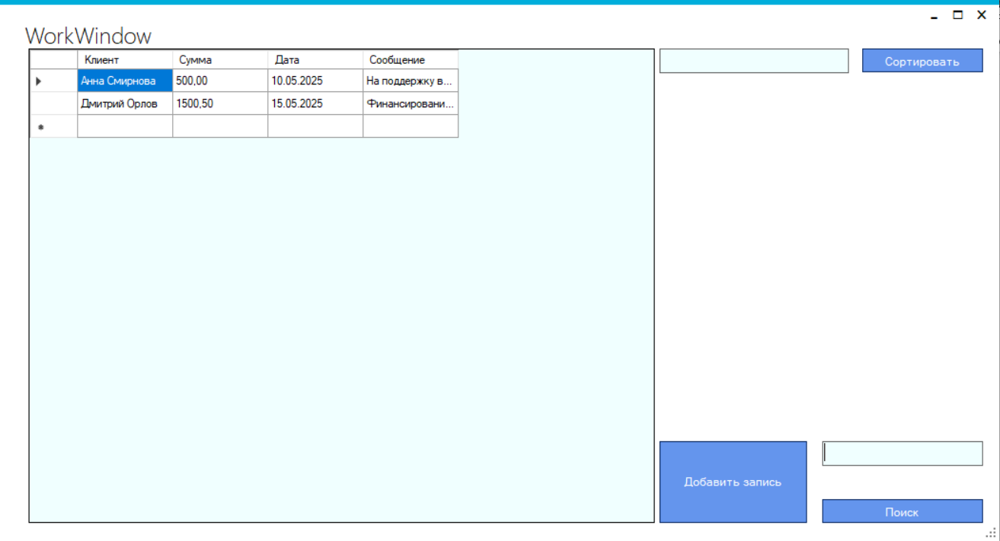 WorkWindow
Клиент Сумма Дата Сообщение Сортировать
Анна Смирнова 500,00 10.05.2025 На поддержку в...
Дмитрий Орлов 1500,50 15.05.2025 Финансировани...
Добавить запись
Поиск